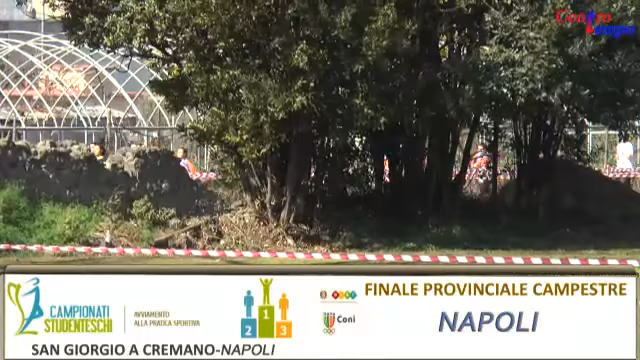 Contro
Campo
CAMPIONATI
STUDENTESCHI
AVVIAMENTO
ALLA PRATICA SPORTIVA
1
2
3
Coni
FINALE PROVINCIALE CAMPESTRE
NAPOLI
SAN GIORGIO A CREMANO-NAPOLI